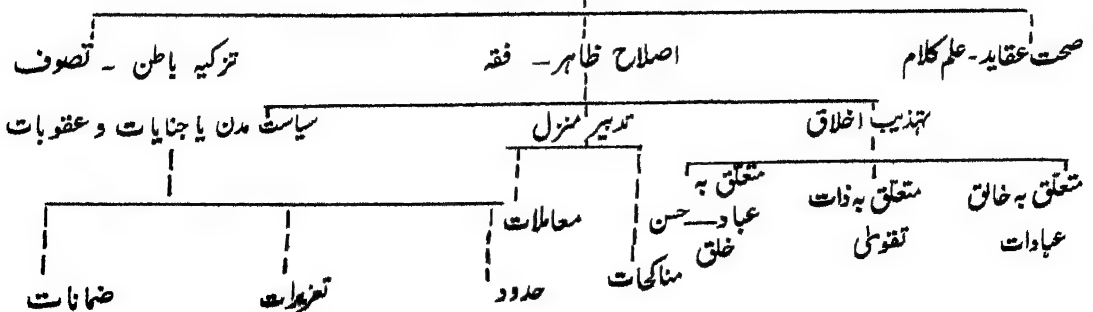 صحت عقاید - علم کلام
اصلاح ظاہر - فقہ
تزکیہ باطن - تصوف
تہذیب اخلاق
تدبیر منزل
سیاست مدن یا جنایات و عقوبات
متعلق بہ خالق
عبادات
متعلق بہ ذات
تقویٰ
متعلق بہ
عباد — حسن
خلق
مناکحات
معاملات
حدود
تعزیرات
ضمانات